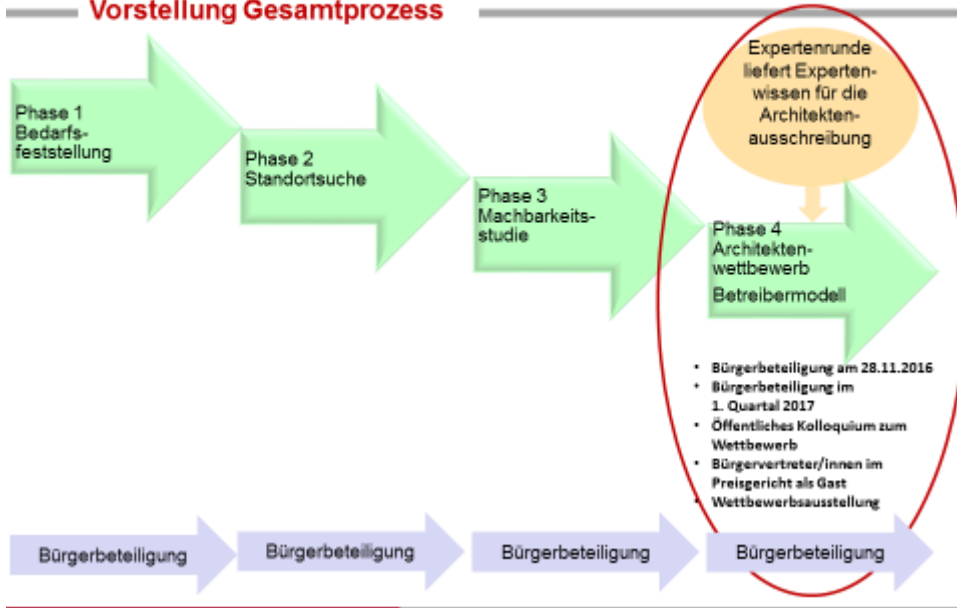 Vorstellung Gesamtprozess
Phase 1
Bedarfs-
feststellung
Phase 2
Standortsuche
Phase 3
Machbarkeits-
studie
Expertenrunde
liefert Experten-
wissen für die
Architekten-
ausschreibung
Phase 4
Architekten-
wettbewerb
Betreibermodell
• Bürgerbeteiligung am 28.11.2016
• Bürgerbeteiligung im
1. Quartal 2017
• Öffentliches Kolloquium zum
Wettbewerb
• Bürgervertreter/innen im
Preisgericht als Gast
• Wettbewerbsausstellung
Bürgerbeteiligung
Bürgerbeteiligung
Bürgerbeteiligung
Bürgerbeteiligung